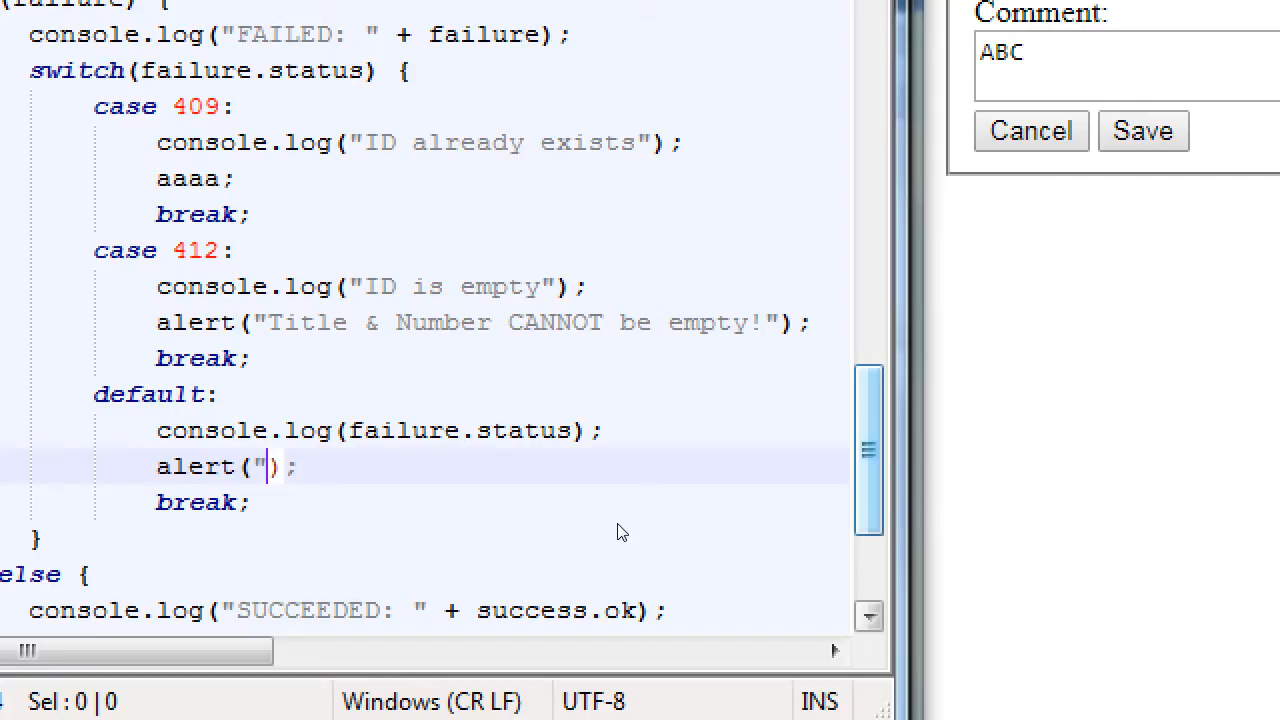 (failure) {
console.log("FAILED: " + failure);
switch(failure.status) {
case 409:
console.log("ID already exists");
aaaa;
break;
case 412:
console.log("ID is empty");
alert("Title & Number CANNOT be empty!");
break;
default:
console.log(failure.status);
alert(");
break;
}
else {
console.log("SUCCEEDED: " + success.ok);
Sel : 0 | 0
Windows (CR LF)
UTF-8
INS
Comment:
ABC
Cancel
Save